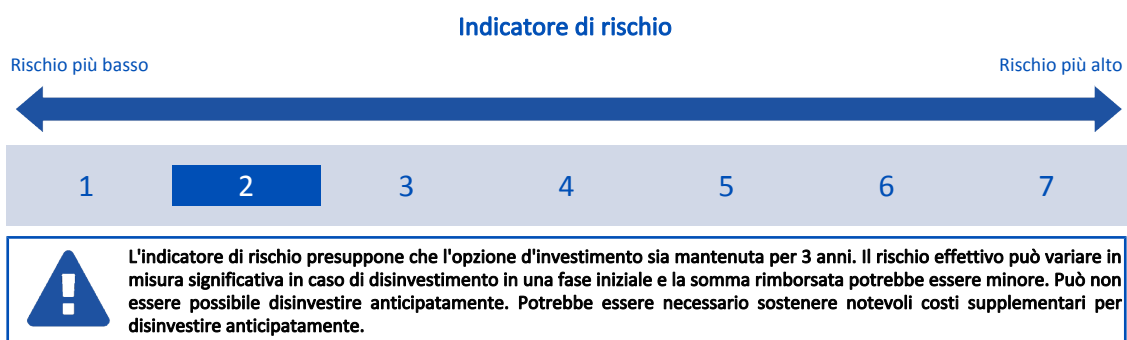 Indicatore di rischio
Rischio più basso
Rischio più alto
1 2 3 4 5 6 7
L'indicatore di rischio presuppone che l'opzione d'investimento sia mantenuta per 3 anni. Il rischio effettivo può variare in
misura significativa in caso di disinvestimento in una fase iniziale e la somma rimborsata potrebbe essere minore. Può non
essere possibile disinvestire anticipatamente. Potrebbe essere necessario sostenere notevoli costi supplementari per
disinvestire anticipatamente.